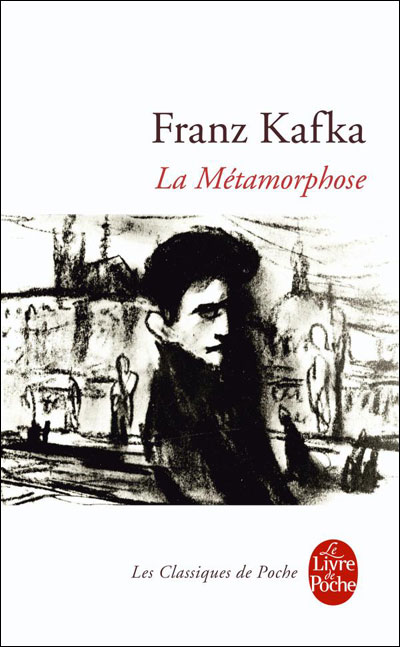 Franz Kafka
La Métamorphose
Les Classiques de Poche
Le
Livre
de
Poche